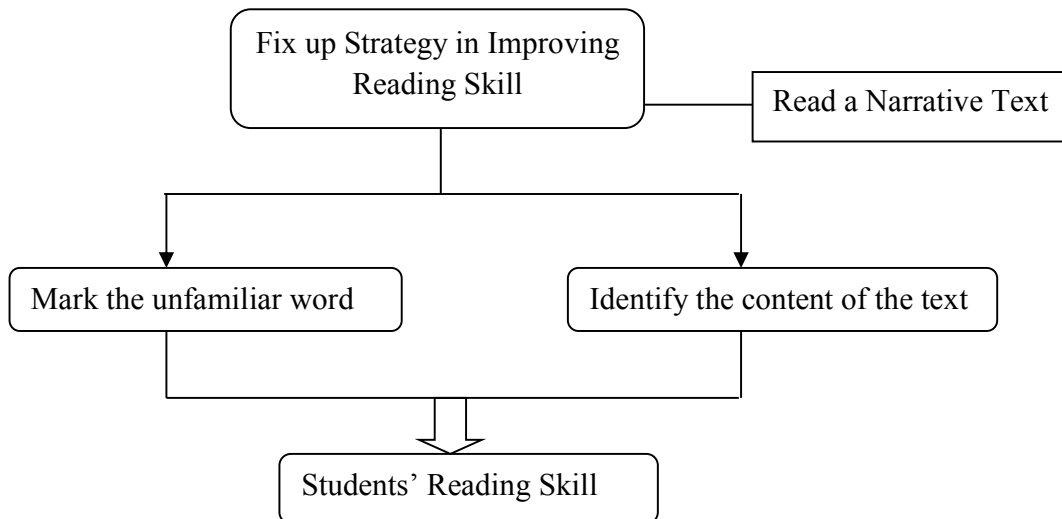 Fix up Strategy in Improving
Reading Skill
Read a Narrative Text
Mark the unfamiliar word
Identify the content of the text
Students’ Reading Skill